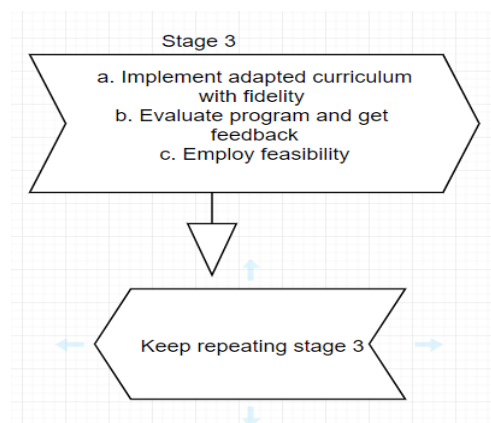 Stage 3
a. Implement adapted curriculum
with fidelity
b. Evaluate program and get
feedback
c. Employ feasibility
Keep repeating stage 3